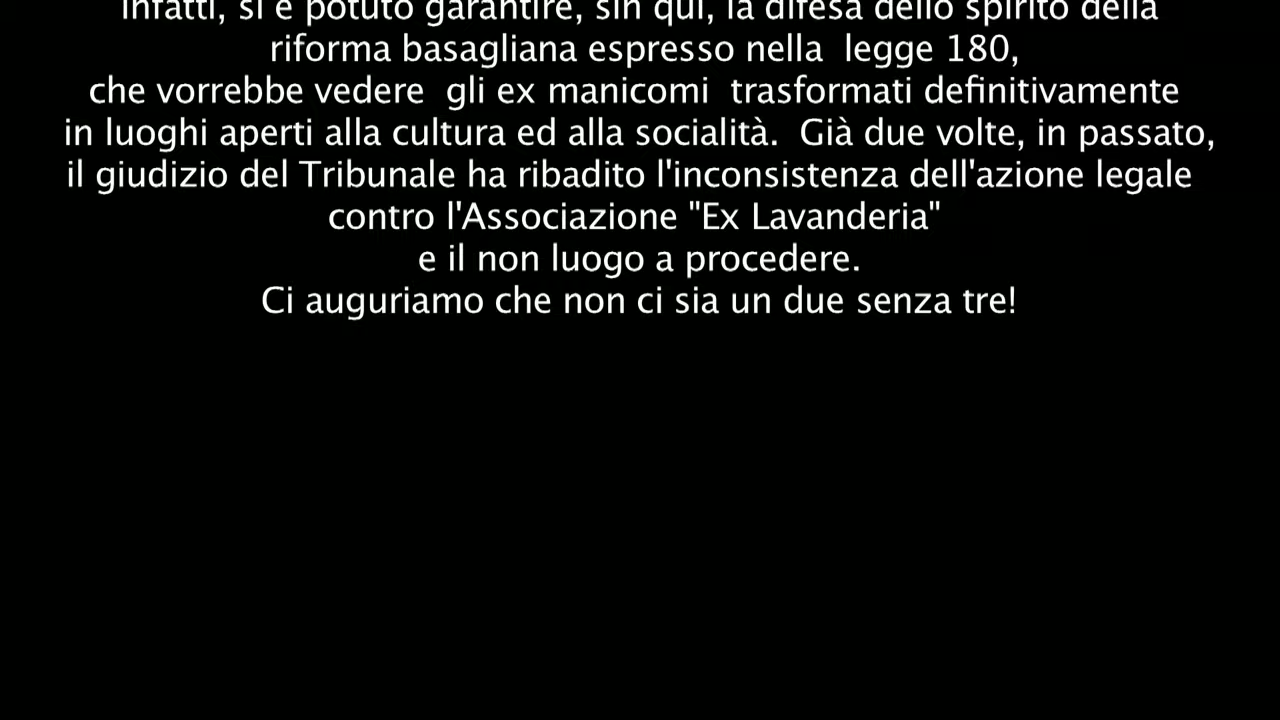 infatti, si è potuto garantire, sin qui, la difesa dello spirito della
riforma basagliana espresso nella  legge 180,
che vorrebbe vedere  gli ex manicomi  trasformati definitivamente
in luoghi aperti alla cultura ed alla socialità.  Già due volte, in passato,
il giudizio del Tribunale ha ribadito l'inconsistenza dell'azione legale
contro l'Associazione "Ex Lavanderia"
e il non luogo a procedere.
Ci auguriamo che non ci sia un due senza tre!